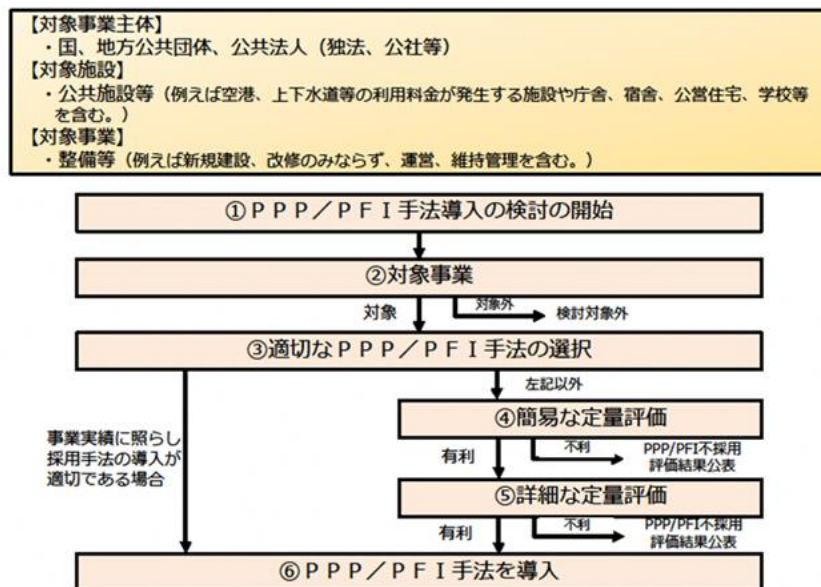 【対象事業主体】
・国、地方公共団体、公共法人（独法、公社等）
【対象施設】
・公共施設等（例えば空港、上下水道等の利用料金が発生する施設や庁舎、宿舎、公営住宅、学校等
を含む。）
【対象事業】
・整備等（例えば新規建設、改修のみならず、運営、維持管理を含む。）
①ＰＰＰ／ＰＦＩ手法導入の検討の開始
②対象事業
対象
対象外
検討対象外
③適切なＰＰＰ／ＰＦＩ手法の選択
左記以外
事業実績に照らし
採用手法の導入が
適切である場合
④簡易な定量評価
有利
不利
PPP/PFI不採用
評価結果公表
⑤詳細な定量評価
有利
不利
PPP/PFI不採用
評価結果公表
⑥ＰＰＰ／ＰＦＩ手法を導入